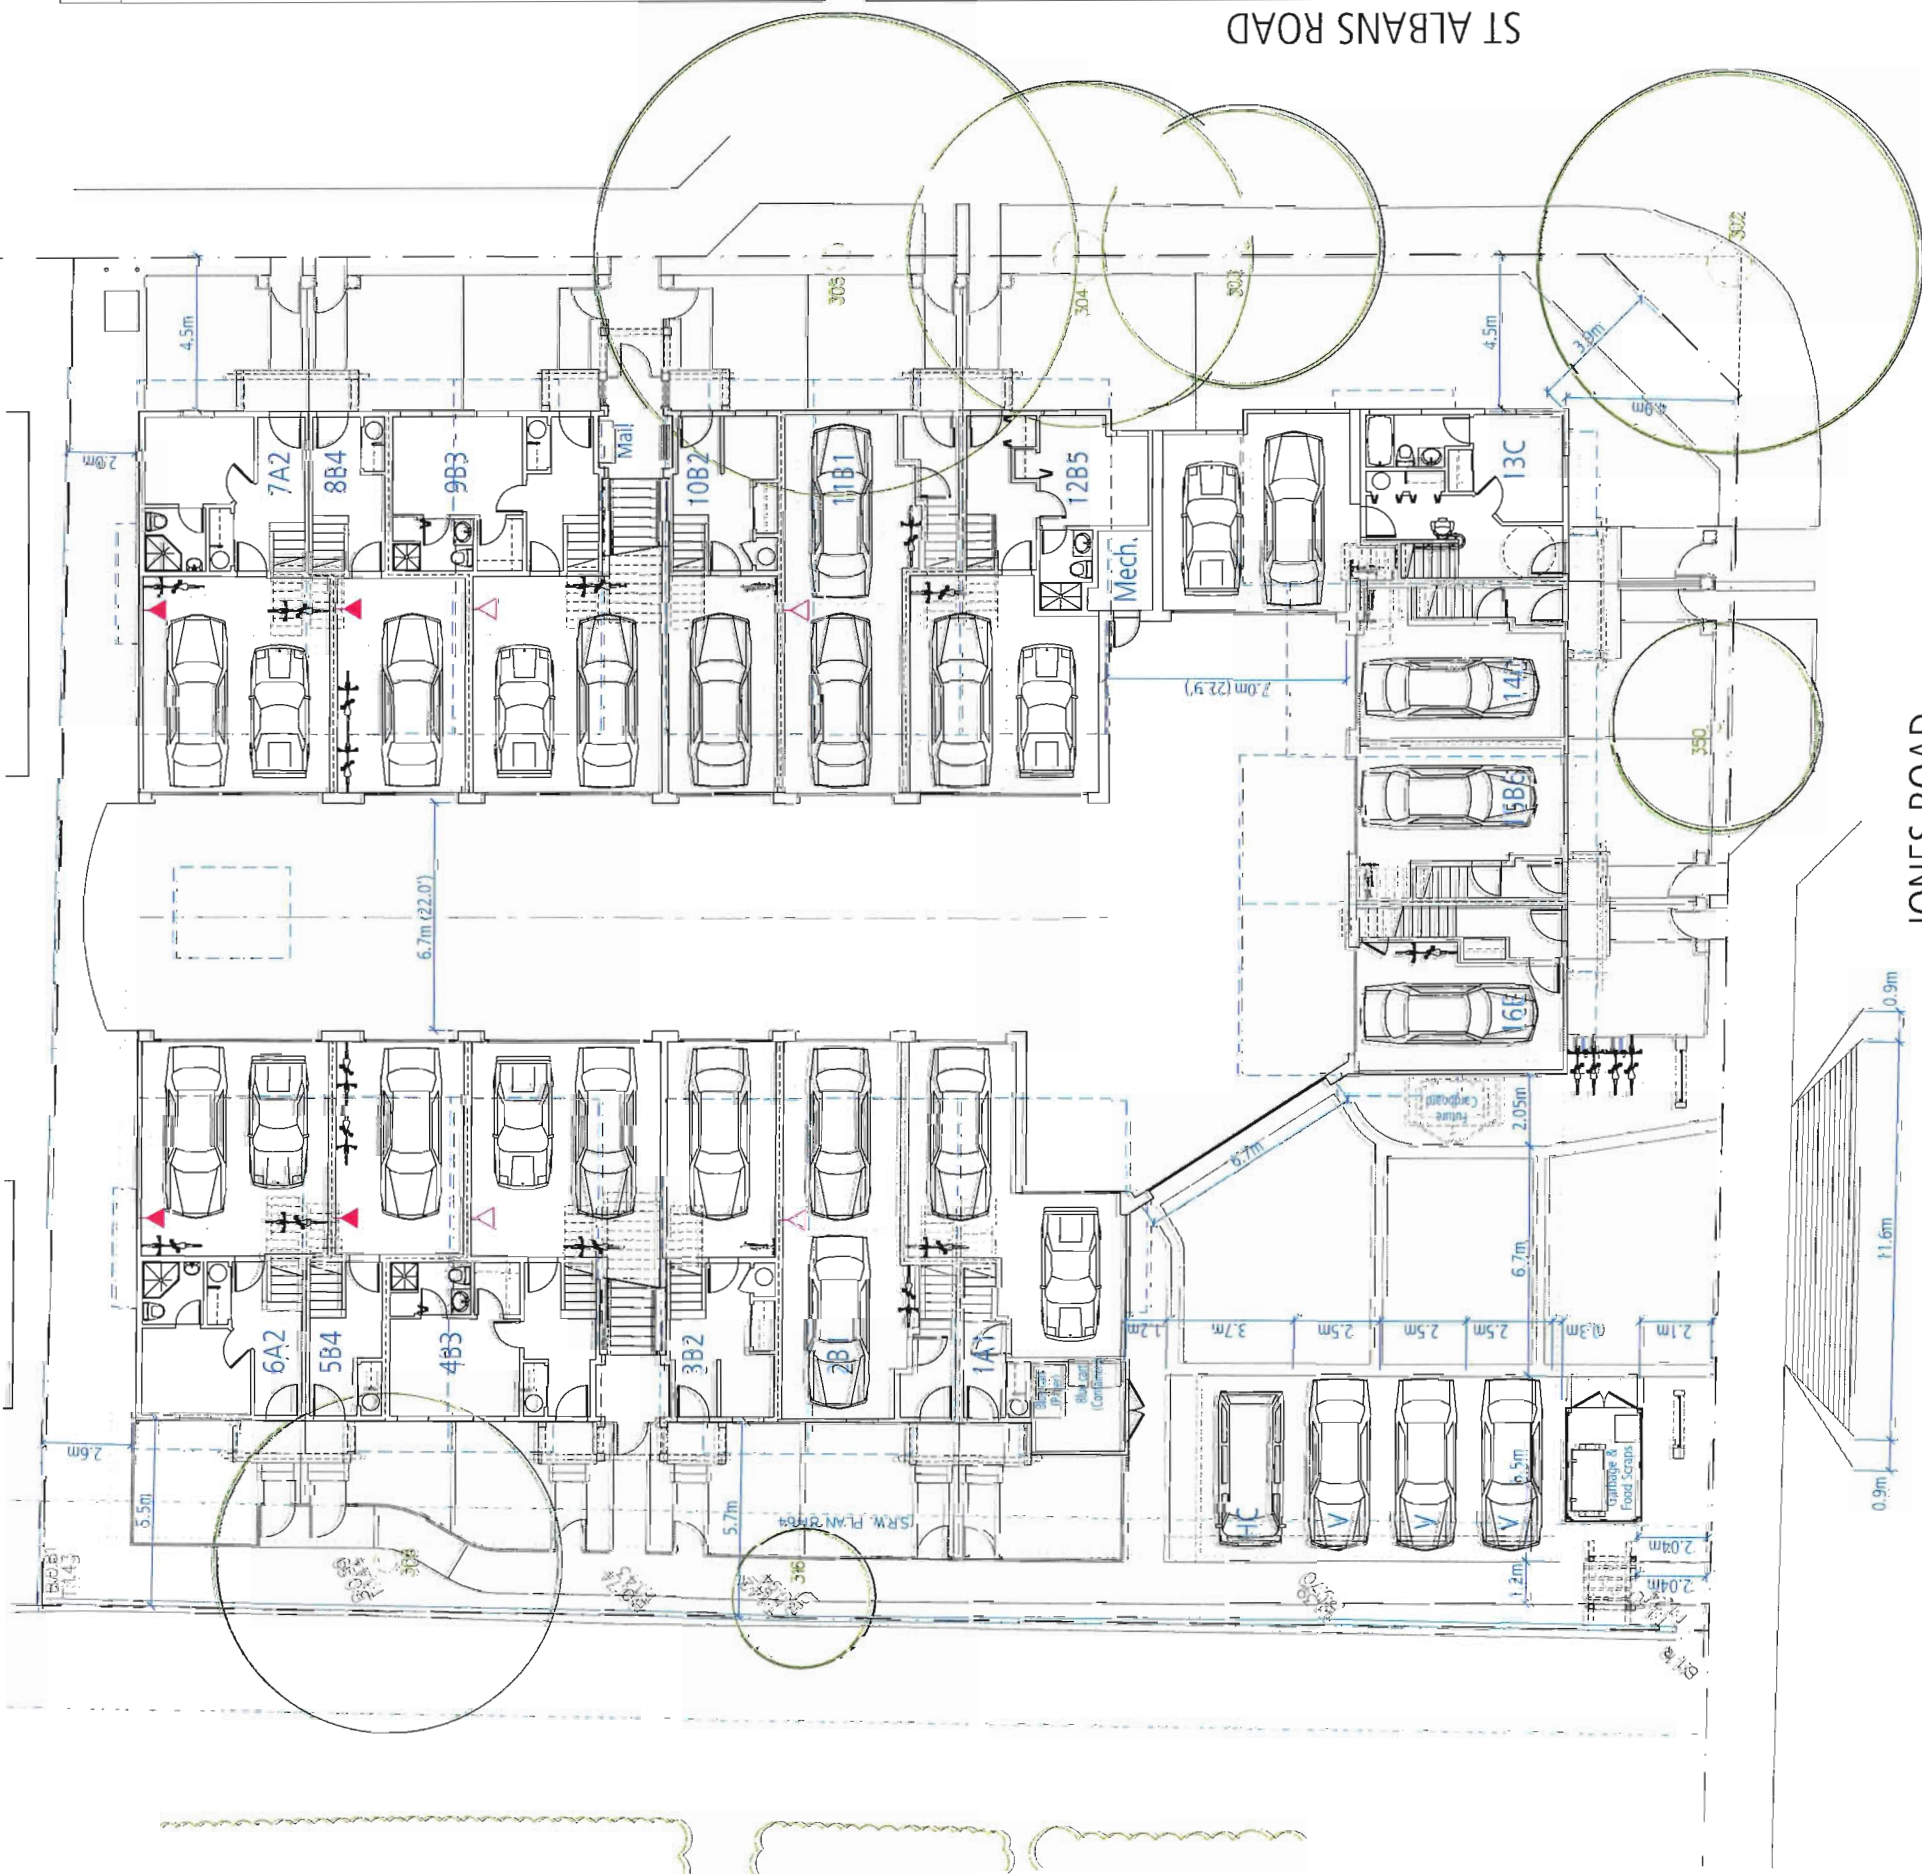 ST ALBANS ROAD
302
305
304
303
4.5m
4.5m
3.9m
4.9m
2.0m
7A2
8B4
9B3
Mail
10B2
11B1
12B5
Mech.
13C
7.0m (22.9')
350
JONES ROAD
6.7m (22.0')
16E
0.9m
Future
Cardboard
2.05m
6.7m
6.7m
11.6m
6A2
5B4
4B3
3B2
2B1
1A1
1.2m
3.7m
2.5m
2.5m
2.5m
0.3m
2.1m
2.6m
5.5m
5.7m
S.R.W. PLAN
316
HC
V
V
V
5.5m
Garbage &
Food Scraps
0.9m
2.04m
2.04m
1.2m